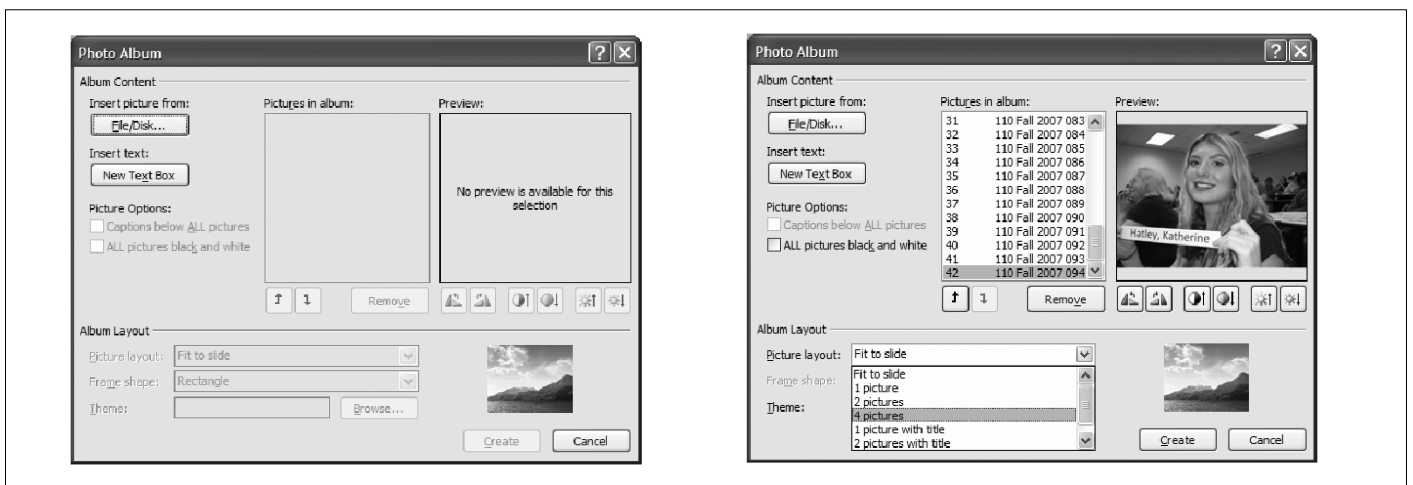 Photo Album
Album Content
Insert picture from:
Pictures in album:
Preview:
File/Disk...
Insert text:
New Text Box
No preview is available for this
selection
Picture Options:
Captions below ALL pictures
ALL pictures black and white
Remove
Album Layout
Picture layout:
Fit to slide
Frame shape:
Rectangle
Theme:
Browse...
Create
Cancel
Photo Album
Album Content
Insert picture from:
Pictures in album:
Preview:
File/Disk...
Insert text:
New Text Box
Picture Options:
Captions below ALL pictures
ALL pictures black and white
31 110 Fall 2007 083
32 110 Fall 2007 084
33 110 Fall 2007 085
34 110 Fall 2007 086
35 110 Fall 2007 087
36 110 Fall 2007 088
37 110 Fall 2007 089
38 110 Fall 2007 090
39 110 Fall 2007 091
40 110 Fall 2007 092
41 110 Fall 2007 093
42 110 Fall 2007 094
Hatley, Katherine
Remove
Album Layout
Picture layout:
Fit to slide
Frame shape:
Theme:
Fit to slide
1 picture
2 pictures
4 pictures
1 picture with title
2 pictures with title
Create
Cancel